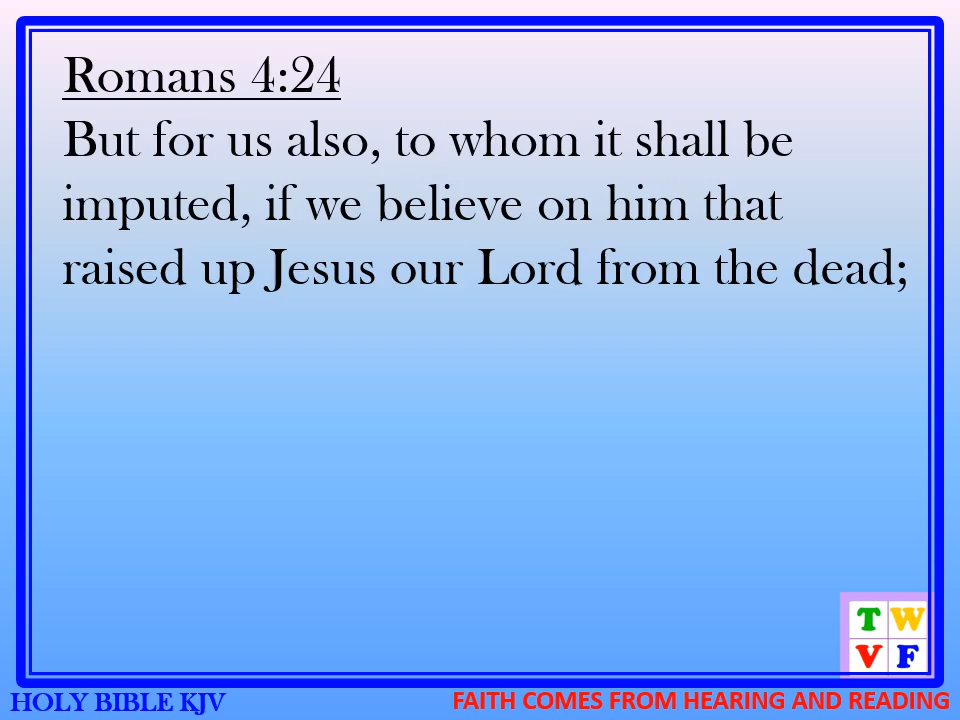 Romans 4:24
But for us also, to whom it shall be
imputed, if we believe on him that
raised up Jesus our Lord from the dead;
T W
V F
HOLY BIBLE KJV
FAITH COMES FROM HEARING AND READING